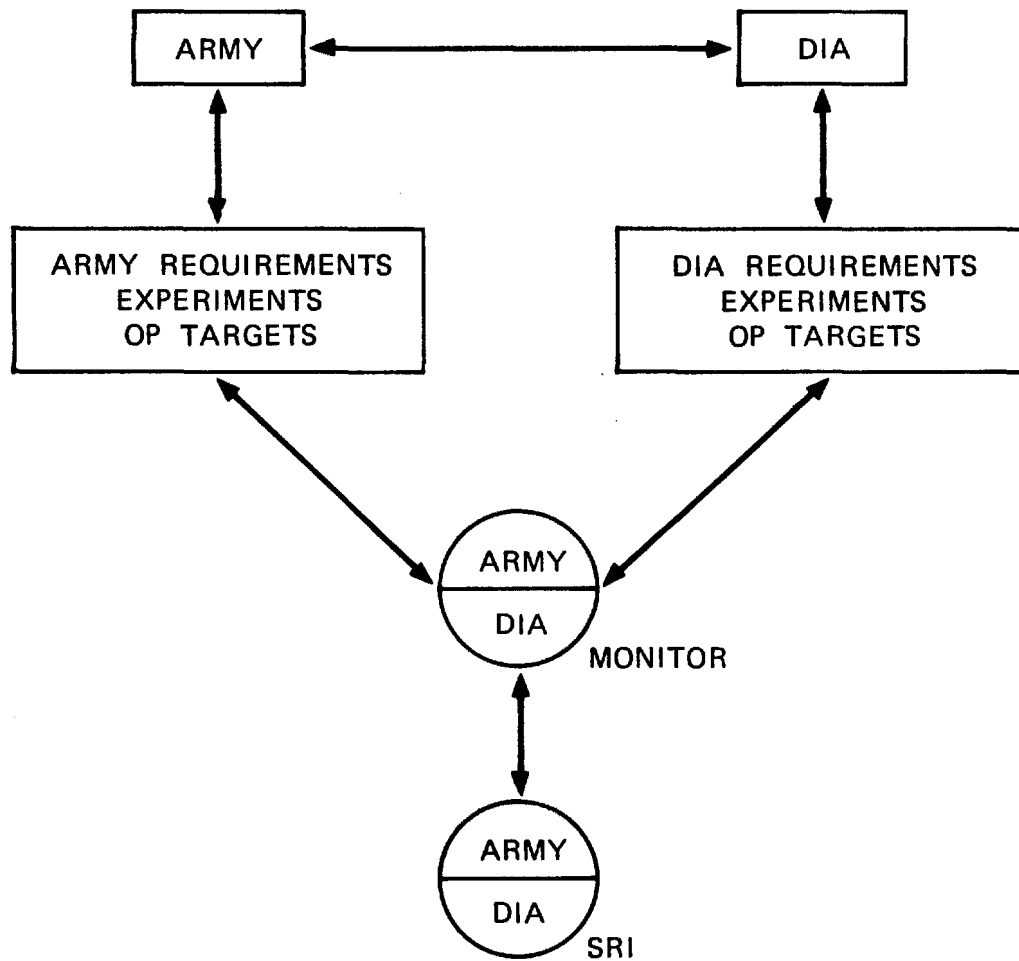 ARMY
DIA
ARMY REQUIREMENTS
EXPERIMENTS
OP TARGETS
DIA REQUIREMENTS
EXPERIMENTS
OP TARGETS
ARMY
DIA
MONITOR
ARMY
DIA
SRI